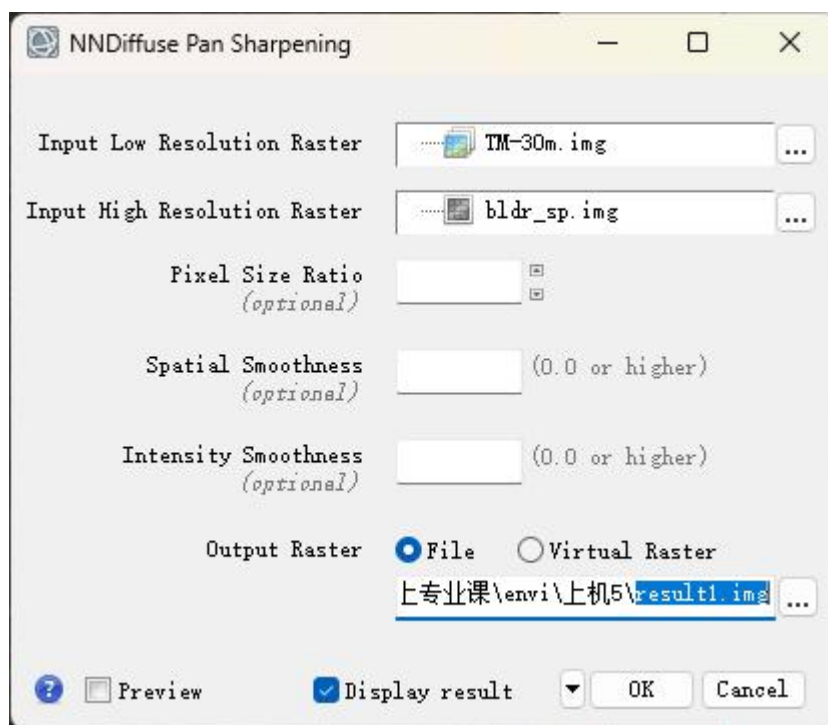 NNDiffuse Pan Sharpening
Input Low Resolution Raster TM-30m.img ...
Input High Resolution Raster bldr_sp.img ...
Pixel Size Ratio
(optional)
Spatial Smoothness (0.0 or higher)
(optional)
Intensity Smoothness (0.0 or higher)
(optional)
Output Raster File Virtual Raster
上专业课\envi\上机5\result1.img ...
Preview Display result OK Cancel